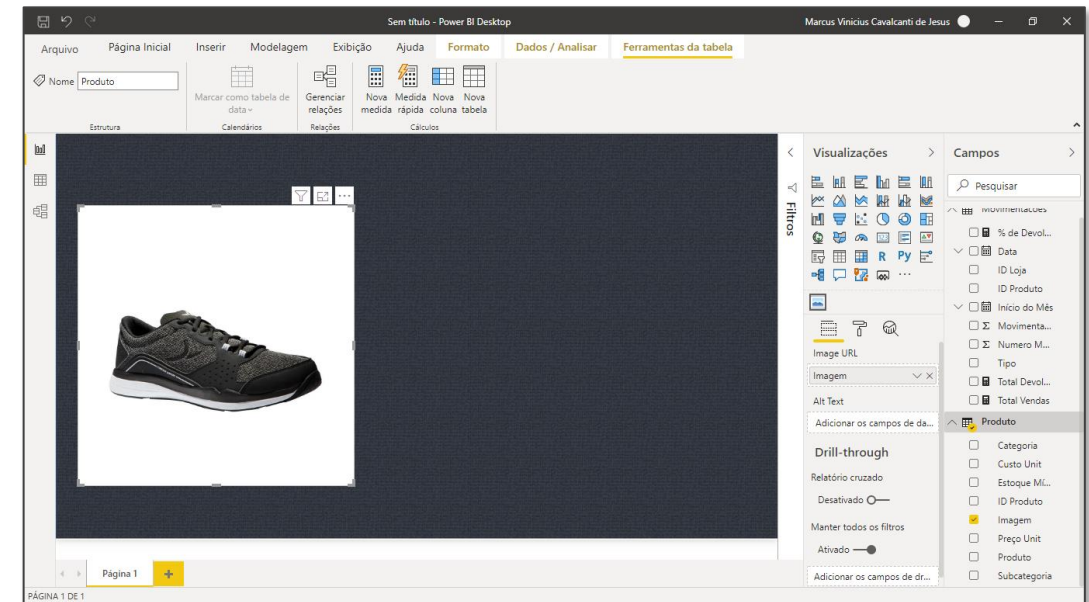 Sem título - Power BI Desktop
Marcus Vinicius Cavalcanti de Jesus
Arquivo
Página Inicial
Inserir
Modelagem
Exibição
Ajuda
Formato
Dados / Analisar
Ferramentas da tabela
Nome
Produto
Marcar como tabela de
data
Gerenciar
relações
Nova
medida
Medida
rápida
Nova
coluna
Nova
tabela
Estrutura
Calendários
Relações
Cálculos
Filtros
Visualizações
R
Py
Image URL
Imagem
Alt Text
Adicionar os campos de da...
Drill-through
Relatório cruzado
Desativado
Manter todos os filtros
Ativado
Adicionar os campos de dr...
Campos
Pesquisar
Movimentacoes
% de Devol...
Data
ID Loja
ID Produto
Início do Mês
Movimenta...
Numero M...
Tipo
Total Devol...
Total Vendas
Produto
Categoria
Custo Unit
Estoque Mí...
ID Produto
Imagem
Preço Unit
Produto
Subcategoria
Página 1
PÁGINA 1 DE 1